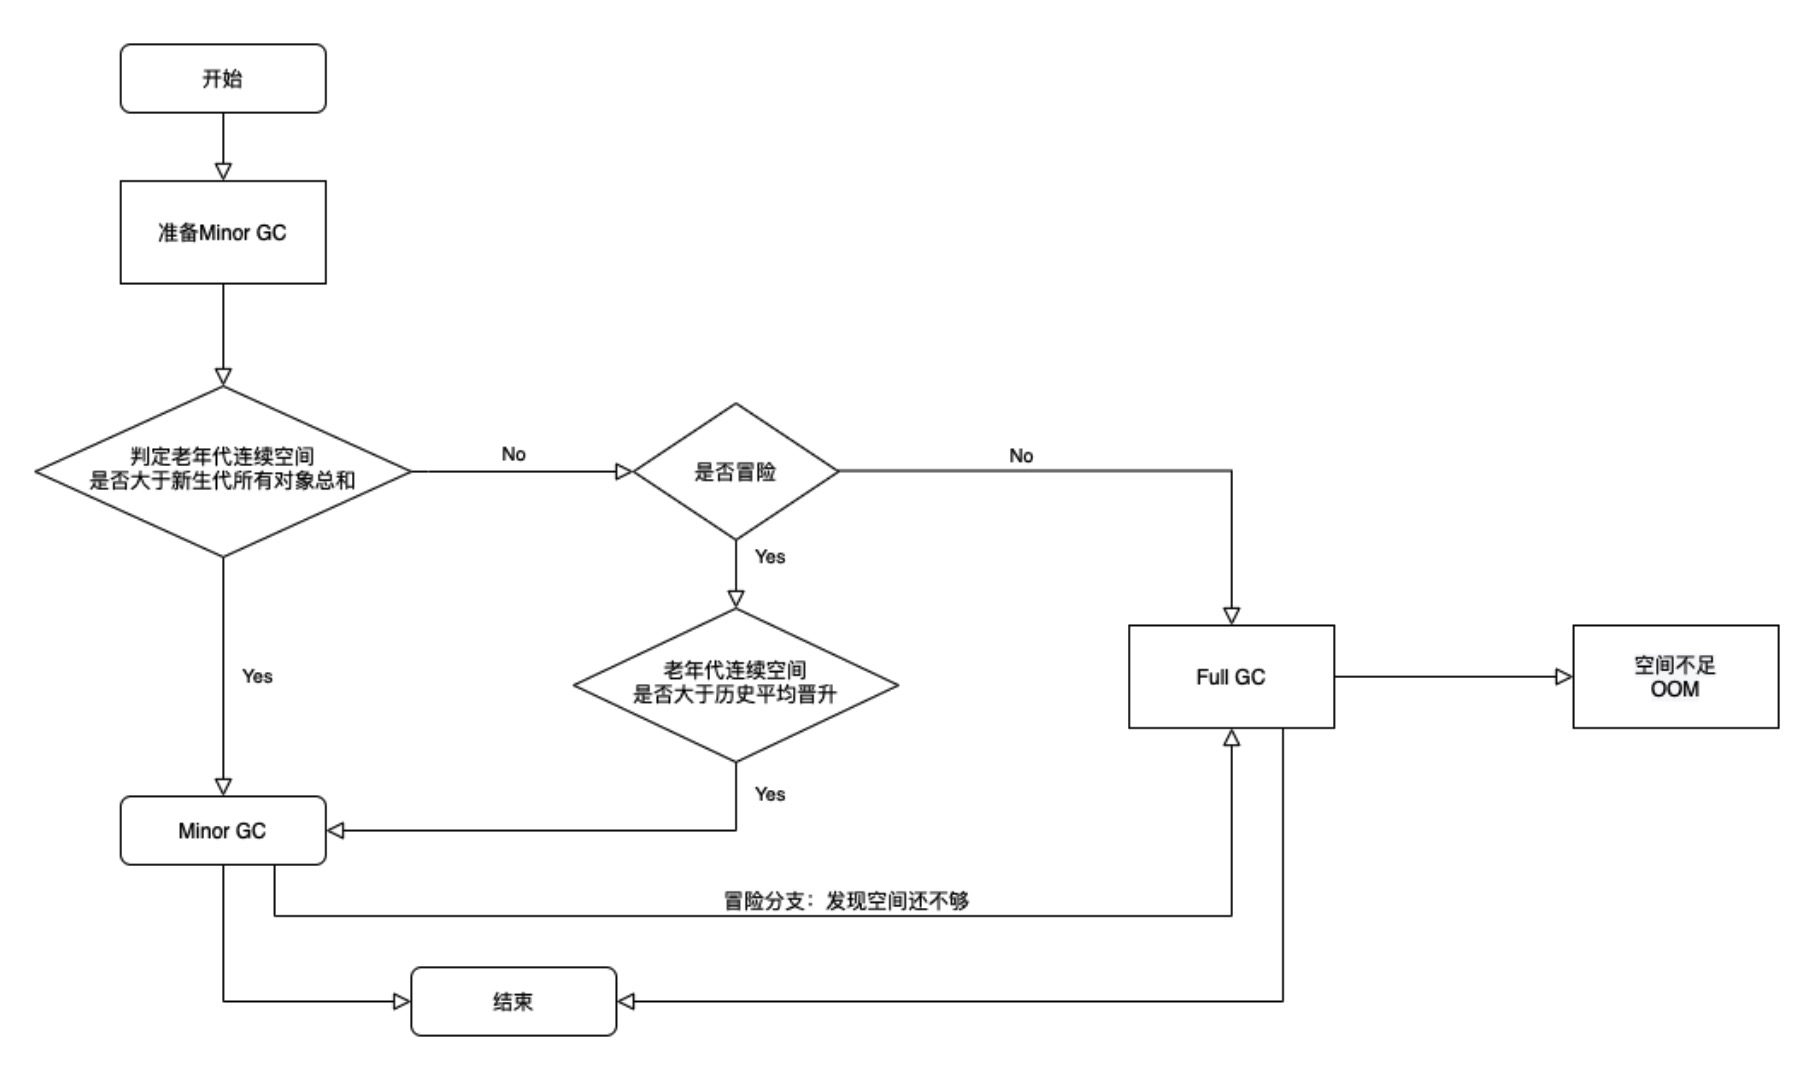 开始
准备Minor GC
判定老年代连续空间
是否大于新生代所有对象总和
No
是否冒险
No
Yes
老年代连续空间
是否大于历史平均晋升
Yes
Full GC
空间不足
OOM
Yes
Minor GC
冒险分支：发现空间还不够
结束